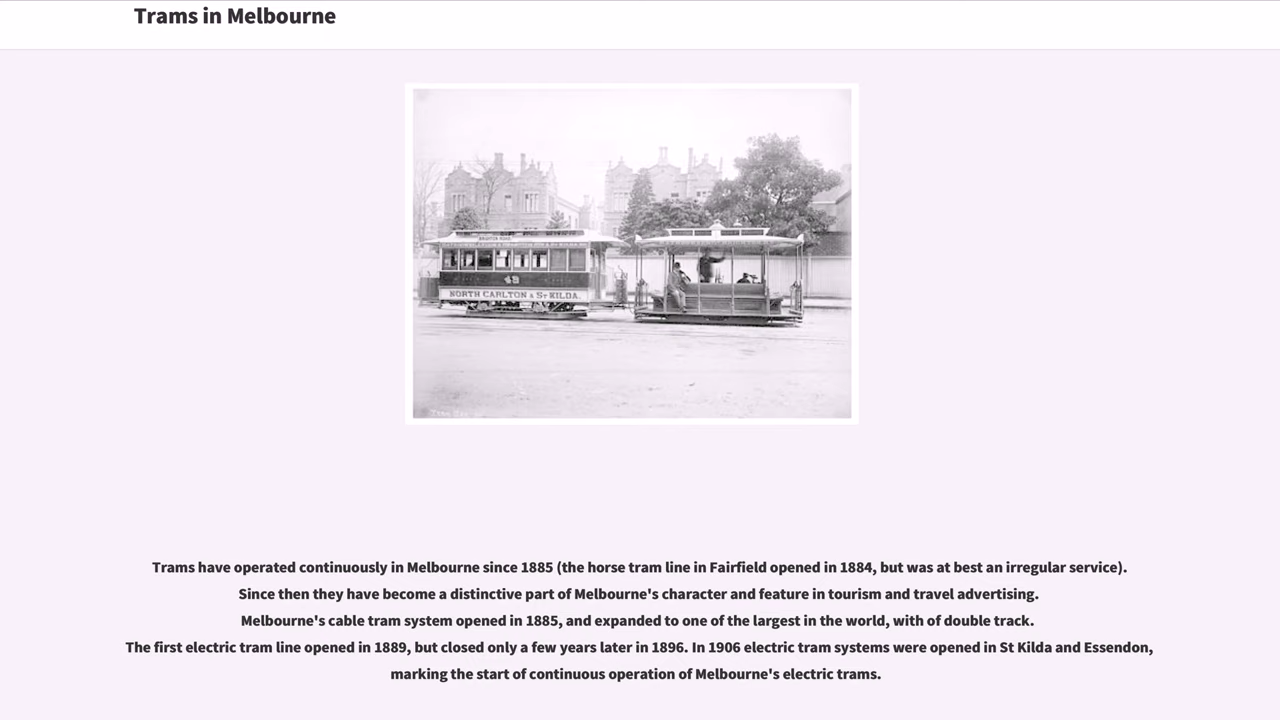 Trams in Melbourne
NORTH CARLTON & ST KILDA.
Trams have operated continuously in Melbourne since 1885 (the horse tram line in Fairfield opened in 1884, but was at best an irregular service).
Since then they have become a distinctive part of Melbourne's character and feature in tourism and travel advertising.
Melbourne's cable tram system opened in 1885, and expanded to one of the largest in the world, with of double track.
The first electric tram line opened in 1889, but closed only a few years later in 1896. In 1906 electric tram systems were opened in St Kilda and Essendon,
marking the start of continuous operation of Melbourne's electric trams.